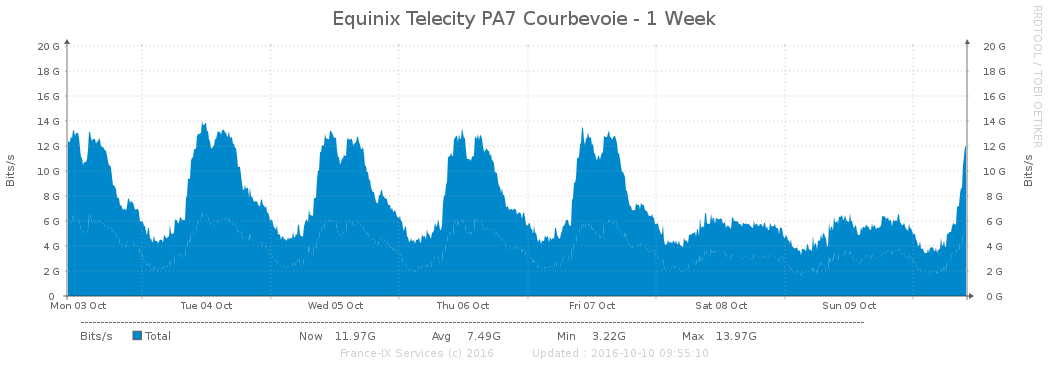 Equinix Telecity PA7 Courbevoie - 1 Week
RRDTOOL / TOBI OETIKER
Bits/s
20 G
18 G
16 G
14 G
12 G
10 G
8 G
6 G
4 G
2 G
0
20 G
18 G
16 G
14 G
12 G
10 G
8 G
6 G
4 G
2 G
0 G
Bits/s
Mon 03 Oct Tue 04 Oct Wed 05 Oct Thu 06 Oct Fri 07 Oct Sat 08 Oct Sun 09 Oct
Bits/s Total Now 11.97G Avg 7.49G Min 3.22G Max 13.97G
France-IX Services (c) 2016 Updated : 2016-10-10 09:55:10